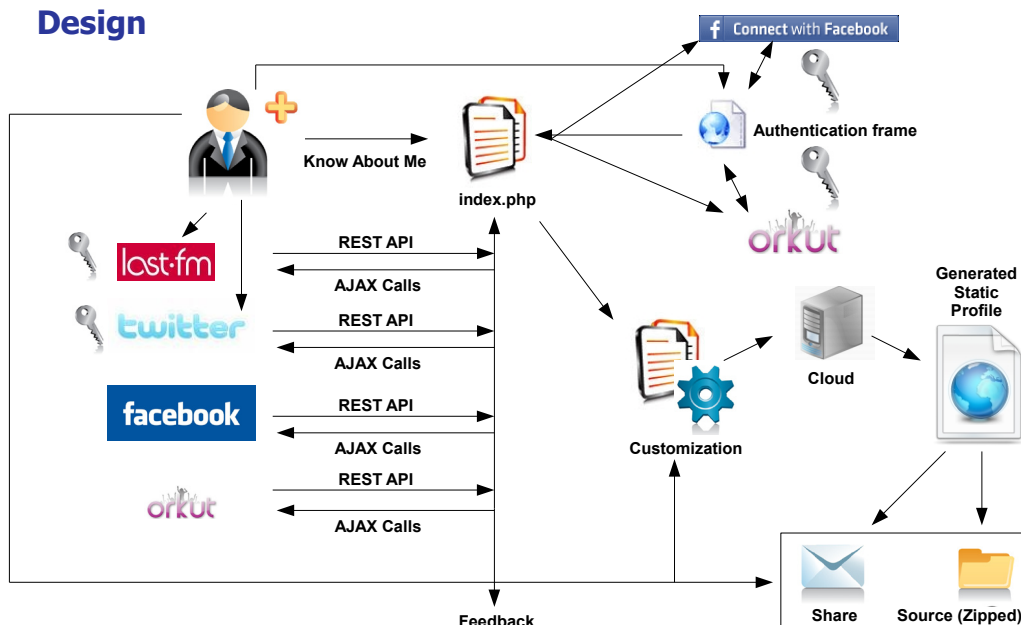 Design
f Connect with Facebook
Authentication frame
Know About Me
index.php
orkut
last·fm
REST API
AJAX Calls
twitter
REST API
AJAX Calls
facebook
REST API
AJAX Calls
orkut
REST API
AJAX Calls
Customization
Cloud
Generated
Static
Profile
Share
Source (Zipped)
Feedback